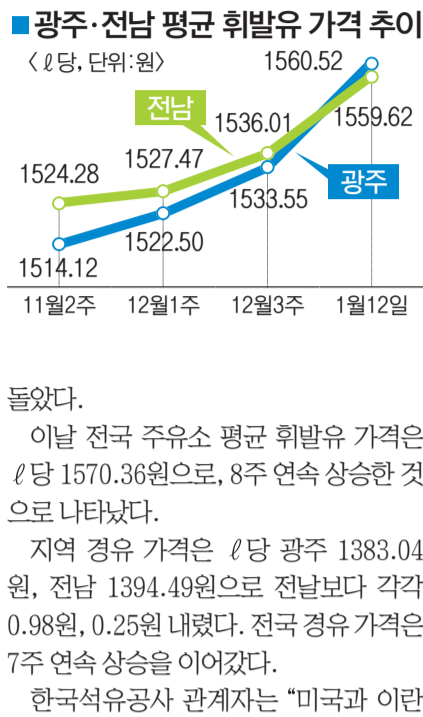 ■광주·전남 평균 휘발유 가격 추이
〈ℓ당, 단위:원〉
1560.52
전남
1536.01
1559.62
1527.47
1524.28
광주
1533.55
1522.50
1514.12
11월2주 12월1주 12월3주 1월12일
돌았다.
이날 전국 주유소 평균 휘발유 가격은
ℓ당 1570.36원으로, 8주 연속 상승한 것
으로 나타났다.
지역 경유 가격은 ℓ당 광주 1383.04
원, 전남 1394.49원으로 전날보다 각각
0.98원, 0.25원 내렸다. 전국 경유 가격은
7주 연속 상승을 이어갔다.
한국석유공사 관계자는 “미국과 이란